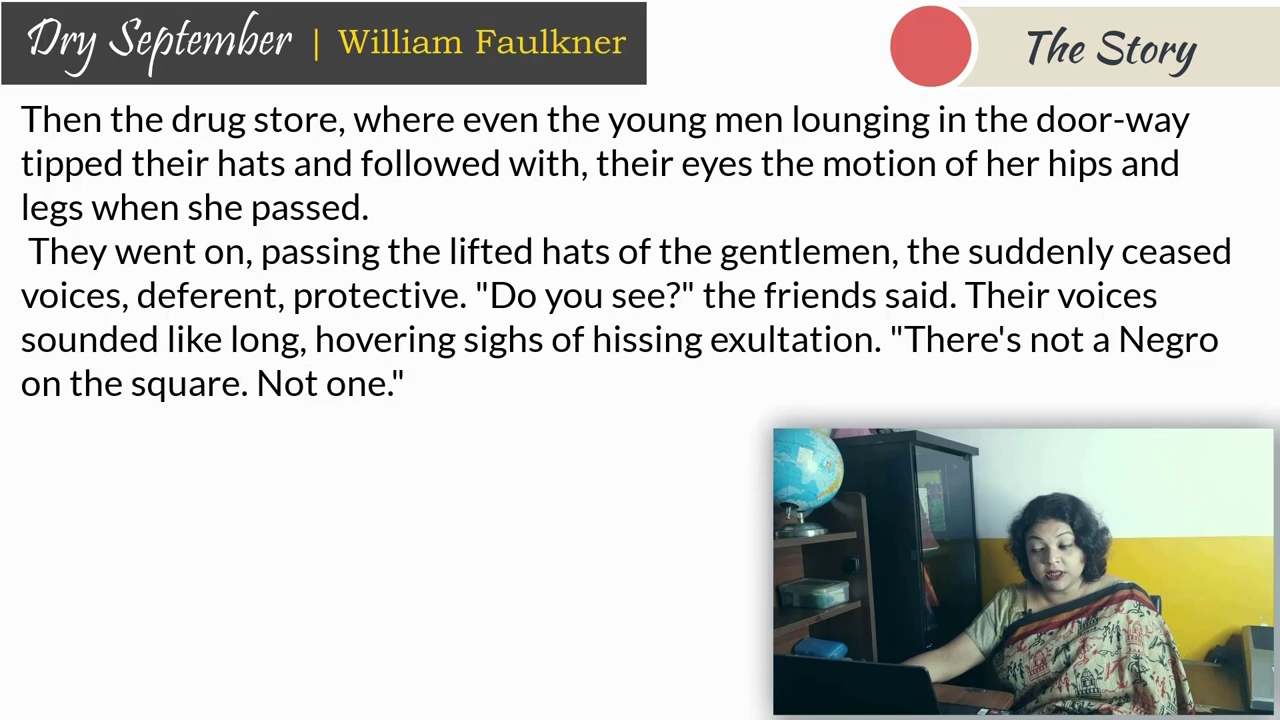 Dry September | William Faulkner
The Story
Then the drug store, where even the young men lounging in the door-way
tipped their hats and followed with, their eyes the motion of her hips and
legs when she passed.
They went on, passing the lifted hats of the gentlemen, the suddenly ceased
voices, deferent, protective. "Do you see?" the friends said. Their voices
sounded like long, hovering sighs of hissing exultation. "There's not a Negro
on the square. Not one."